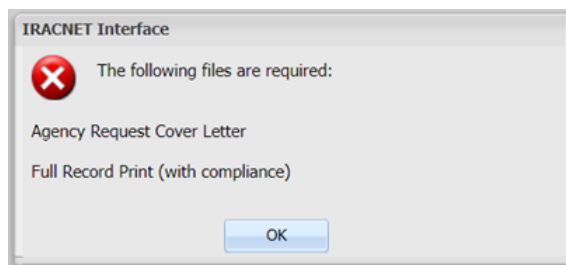 IRACNET Interface
The following files are required:
Agency Request Cover Letter
Full Record Print (with compliance)
OK